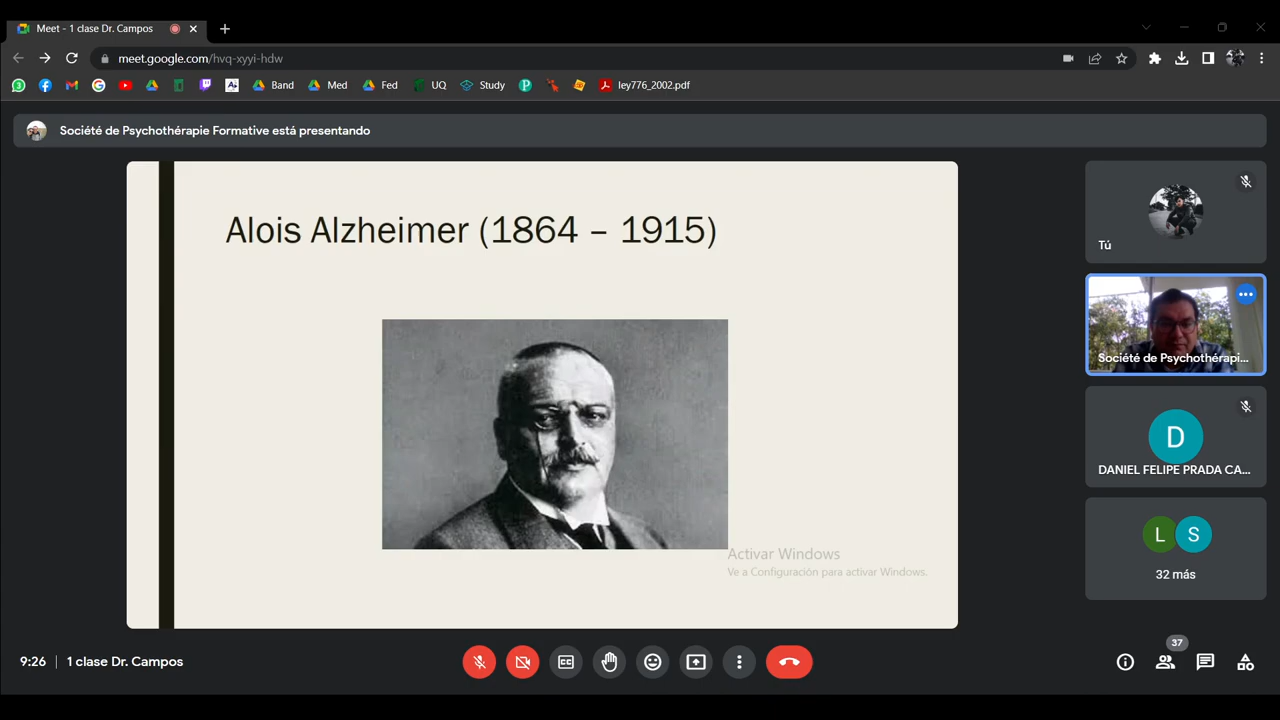 Meet - 1 clase Dr. Campos
meet.google.com/hvq-xyyi-hdw
3
Band
Med
Fed
UQ
Study
ley776_2002.pdf
Société de Psychothérapie Formative está presentando
Alois Alzheimer (1864 – 1915)
Activar Windows
Ve a Configuración para activar Windows.
Tú
Société de Psychothérapi...
D
DANIEL FELIPE PRADA CA...
L S
32 más
9:26 | 1 clase Dr. Campos
37